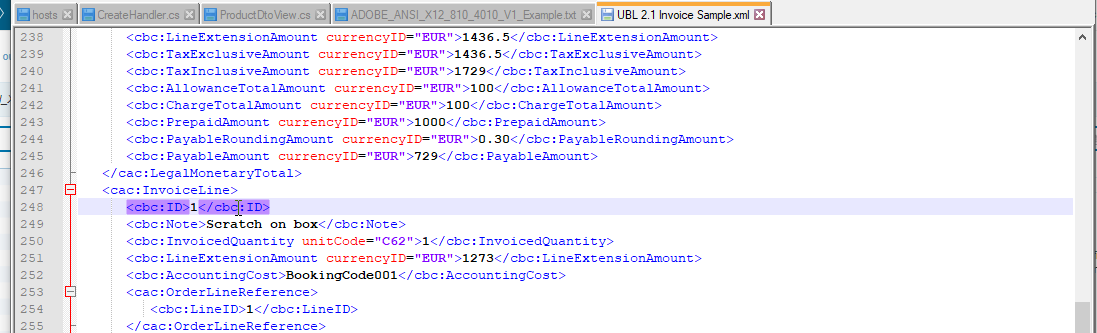 hosts CreateHandler.cs ProductDtoView.cs ADOBE_ANSI_X12_810_4010_V1_Example.txt UBL 2.1 Invoice Sample.xml
238 <cbc:LineExtensionAmount currencyID="EUR">1436.5</cbc:LineExtensionAmount>
239 <cbc:TaxExclusiveAmount currencyID="EUR">1436.5</cbc:TaxExclusiveAmount>
240 <cbc:TaxInclusiveAmount currencyID="EUR">1729</cbc:TaxInclusiveAmount>
241 <cbc:AllowanceTotalAmount currencyID="EUR">100</cbc:AllowanceTotalAmount>
242 <cbc:ChargeTotalAmount currencyID="EUR">100</cbc:ChargeTotalAmount>
243 <cbc:PrepaidAmount currencyID="EUR">1000</cbc:PrepaidAmount>
244 <cbc:PayableRoundingAmount currencyID="EUR">0.30</cbc:PayableRoundingAmount>
245 <cbc:PayableAmount currencyID="EUR">729</cbc:PayableAmount>
246 </cac:LegalMonetaryTotal>
247 <cac:InvoiceLine>
248 <cbc:ID>1</cbc:ID>
249 <cbc:Note>Scratch on box</cbc:Note>
250 <cbc:InvoicedQuantity unitCode="C62">1</cbc:InvoicedQuantity>
251 <cbc:LineExtensionAmount currencyID="EUR">1273</cbc:LineExtensionAmount>
252 <cbc:AccountingCost>BookingCode001</cbc:AccountingCost>
253 <cac:OrderLineReference>
254 <cbc:LineID>1</cbc:LineID>
255 </cac:OrderLineReference>